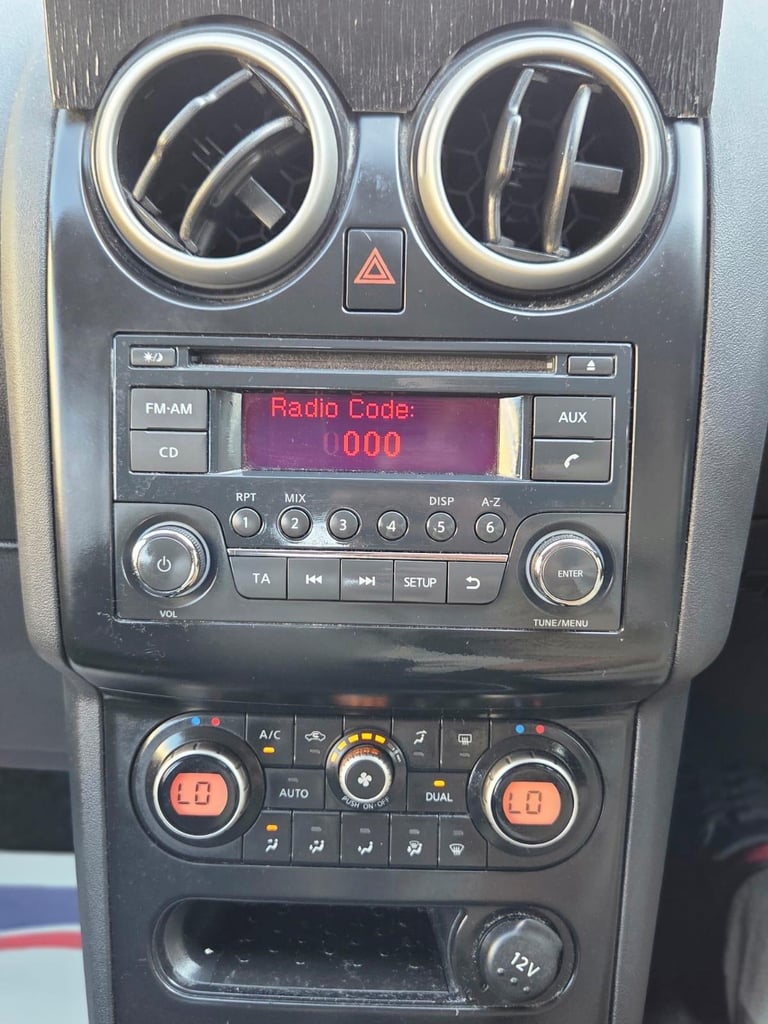 FM·AM
CD
Radio Code:
0000
AUX
RPT MIX DISP A-Z
1 2 3 4 5 6
TA SETUP
VOL
ENTER
TUNE/MENU
A/C
LO
AUTO
PUSH ON·OFF
DUAL
LO
12V